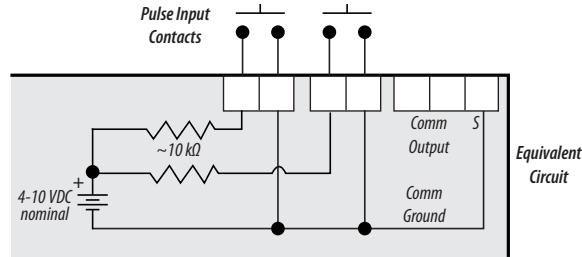 Pulse Input
Contacts
~10 kΩ
Comm
Output
S
Equivalent
Circuit
+
4-10 VDC
nominal
Comm
Ground